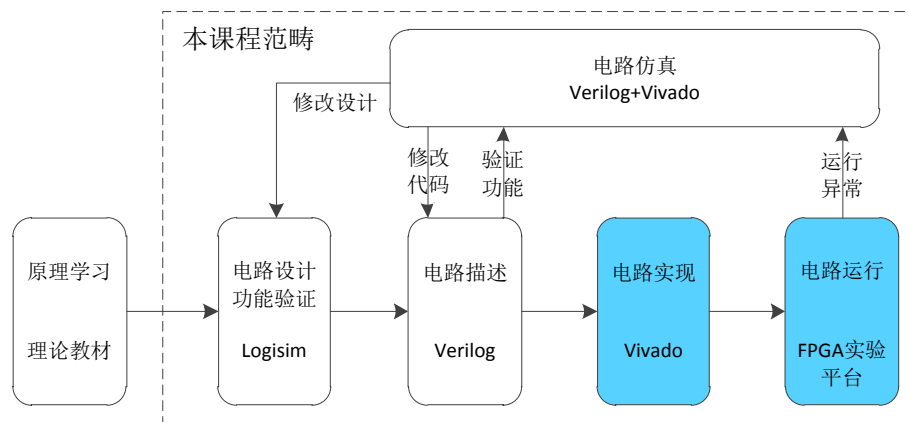 本课程范畴
电路仿真
Verilog+Vivado
修改设计
修改
代码
验证
功能
运行
异常
原理学习
理论教材
电路设计
功能验证
Logisim
电路描述
Verilog
电路实现
Vivado
电路运行
FPGA实验
平台